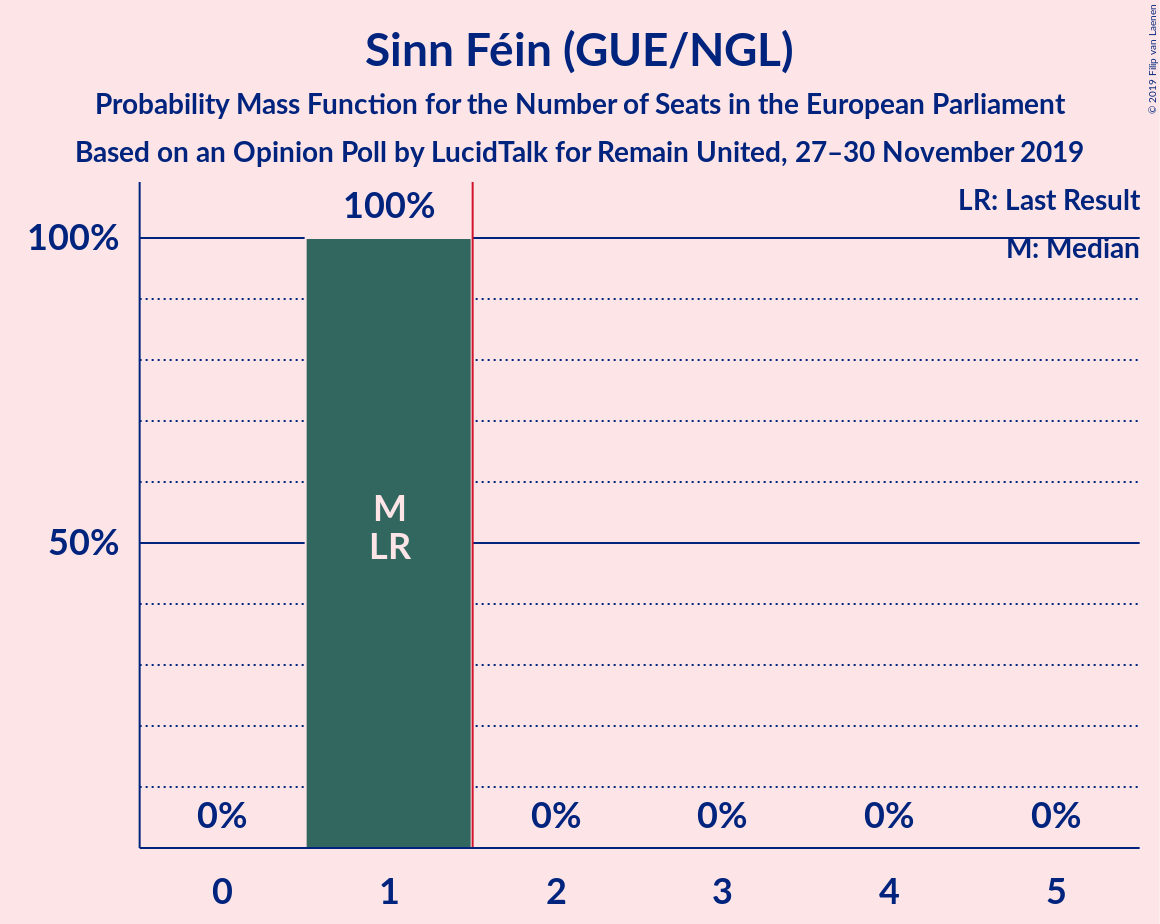 Sinn Féin (GUE/NGL)
Probability Mass Function for the Number of Seats in the European Parliament
Based on an Opinion Poll by LucidTalk for Remain United, 27–30 November 2019
© 2019 Filip van Laenen
LR: Last Result
M: Median
100%
100%
50%
M
LR
0%
0%
0%
0%
0%
0
1
2
3
4
5